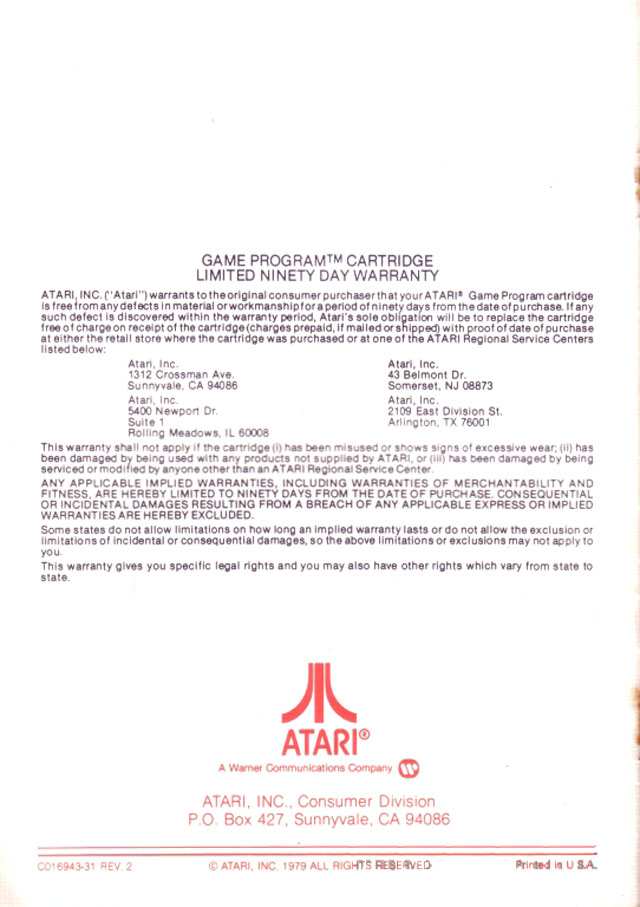 GAME PROGRAM™ CARTRIDGE
LIMITED NINETY DAY WARRANTY
ATARI, INC. ("Atari") warrants to the original consumer purchaser that your ATARI® Game Program cartridge
is free from any defects in material or workmanship for a period of ninety days from the date of purchase. If any
such defect is discovered within the warranty period, Atari's sole obligation will be to replace the cartridge
free of charge on receipt of the cartridge (charges prepaid, if mailed or shipped) with proof of date of purchase
at either the retail store where the cartridge was purchased or at one of the ATARI Regional Service Centers
listed below:
Atari, Inc.
1312 Crossman Ave.
Sunnyvale, CA 94086
Atari, Inc.
43 Belmont Dr.
Somerset, NJ 08873
Atari, Inc.
5400 Newport Dr.
Suite 1
Rolling Meadows, IL 60008
Atari, Inc.
2109 East Division St.
Arlington, TX 76001
This warranty shall not apply if the cartridge (i) has been misused or shows signs of excessive wear; (ii) has
been damaged by being used with any products not supplied by ATARI, or (iii) has been damaged by being
serviced or modified by anyone other than an ATARI Regional Service Center.
ANY APPLICABLE IMPLIED WARRANTIES, INCLUDING WARRANTIES OF MERCHANTABILITY AND
FITNESS, ARE HEREBY LIMITED TO NINETY DAYS FROM THE DATE OF PURCHASE. CONSEQUENTIAL
OR INCIDENTAL DAMAGES RESULTING FROM A BREACH OF ANY APPLICABLE EXPRESS OR IMPLIED
WARRANTIES ARE HEREBY EXCLUDED.
Some states do not allow limitations on how long an implied warranty lasts or do not allow the exclusion or
limitations of incidental or consequential damages, so the above limitations or exclusions may not apply to
you.
This warranty gives you specific legal rights and you may also have other rights which vary from state to
state.
ATARI®
A Warner Communications Company
ATARI, INC., Consumer Division
P.O. Box 427, Sunnyvale, CA 94086
C016943-31 REV. 2
© ATARI, INC. 1979 ALL RIGHTS RESERVED
Printed in U.S.A.